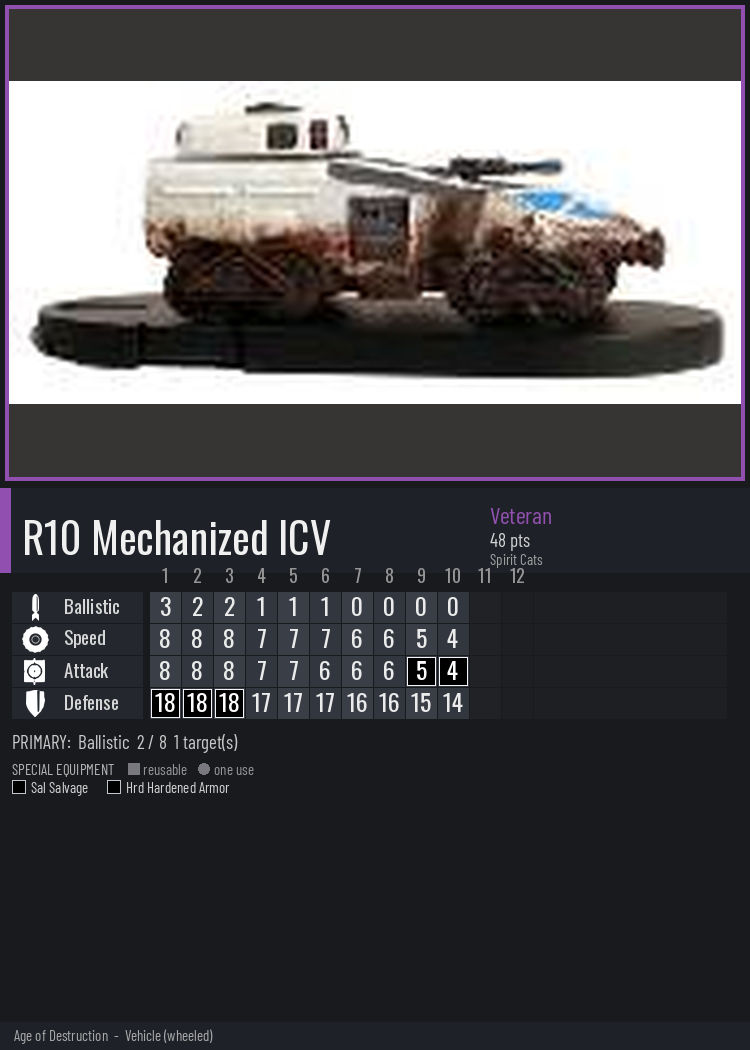 R10 Mechanized ICV
Veteran
48 pts
Spirit Cats
1 2 3 4 5 6 7 8 9 10 11 12
Ballistic 3 2 2 1 1 1 0 0 0 0
Speed 8 8 8 7 7 7 6 6 5 4
Attack 8 8 8 7 7 6 6 6 5 4
Defense 18 18 18 17 17 17 16 16 15 14
PRIMARY: Ballistic 2 / 8 1 target(s)
SPECIAL EQUIPMENT reusable one use
Sal Salvage Hrd Hardened Armor
Age of Destruction - Vehicle (wheeled)